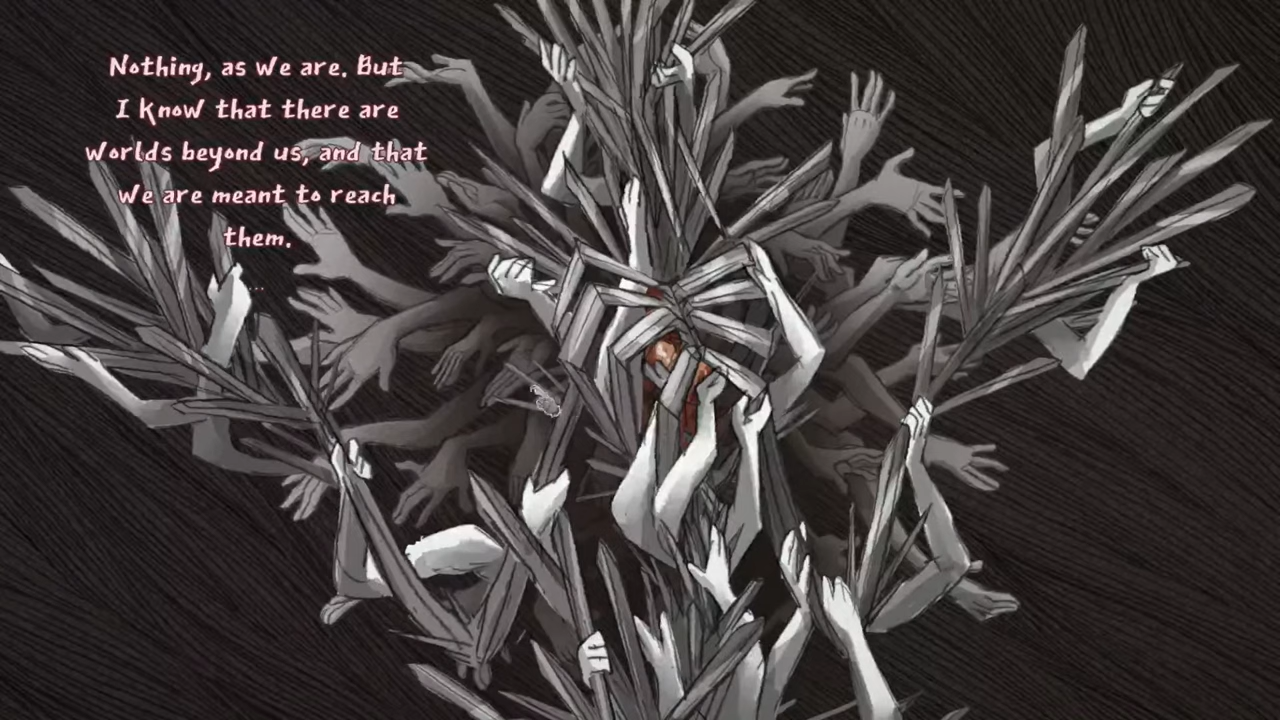 Nothing, as we are. But
I know that there are
worlds beyond us, and that
we are meant to reach
them.
...